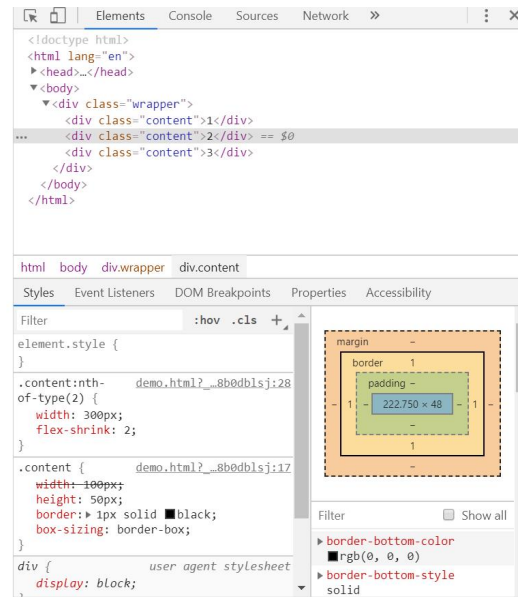 Elements Console Sources Network »
<!doctype html>
<html lang="en">
<head>…</head>
<body>
<div class="wrapper">
<div class="content">1</div>
... <div class="content">2</div> == $0
<div class="content">3</div>
</div>
</body>
</html>
html body div.wrapper div.content
Styles Event Listeners DOM Breakpoints Properties Accessibility
Filter :hov .cls +
element.style {
}
.content:nth- demo.html?_…8b0dblsj:28
of-type(2) {
width: 300px;
flex-shrink: 2;
}
.content { demo.html?_…8b0dblsj:17
width: 100px;
height: 50px;
border: 1px solid black;
box-sizing: border-box;
}
div { user agent stylesheet
display: block;
margin –
border 1
padding –
– 1 – 222.750 × 48 – 1 –
–
1
–
Filter Show all
border-bottom-color
rgb(0, 0, 0)
border-bottom-style
solid